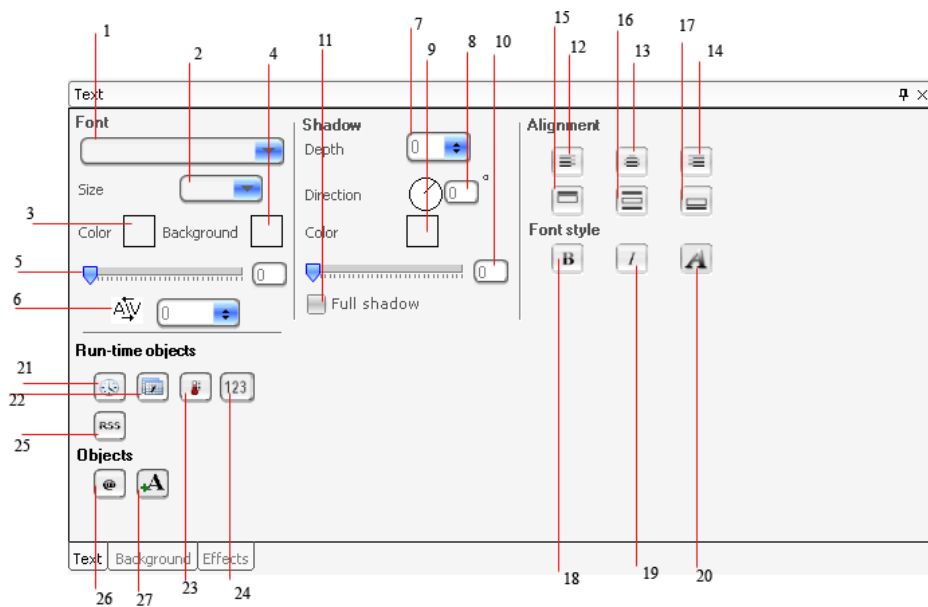 1 2 4 11 7 9 8 10 15 12 16 13 17 14
Text
Font
Shadow
Alignment
Depth 0
Size
Direction 0 º
3
Color Background
Color
Font style
5
0
0
B I A
6
AV 0
Full shadow
Run-time objects
21
22
123
RSS
25
Objects
@ +A
Text Background Effects
26 27 23 24 18 19 20